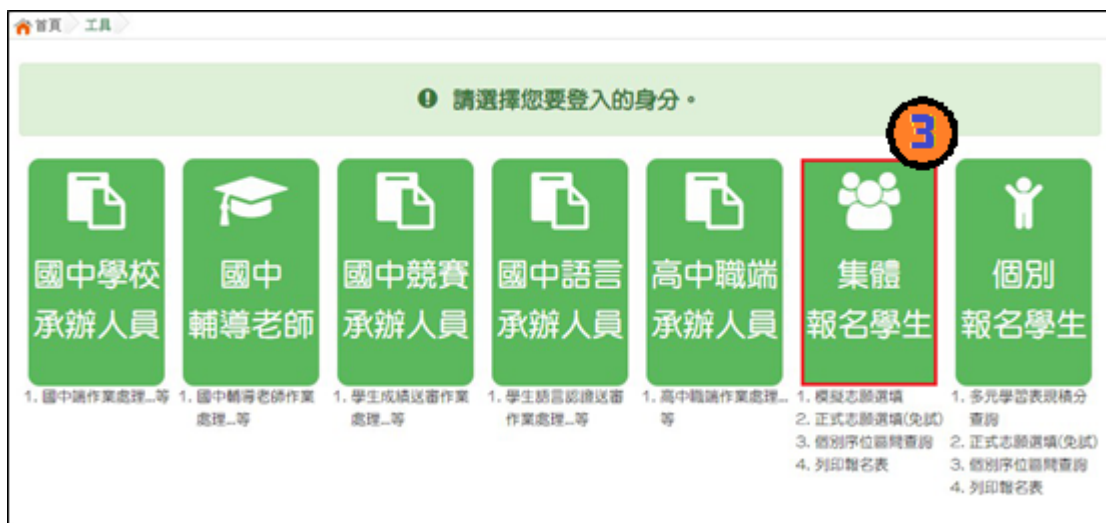 首頁 工具
請選擇您要登入的身分。
3
國中學校
承辦人員
1. 國中端作業處理…等
國中
輔導老師
1. 國中輔導老師作業
處理…等
國中競賽
承辦人員
1. 學生成績送審作業
處理…等
國中語言
承辦人員
1. 學生語言認證送審
作業處理…等
高中職端
承辦人員
1. 高中職端作業處理…
等
集體
報名學生
1. 模擬志願選填
2. 正式志願選填(免試)
3. 個別序位區間查詢
4. 列印報名表
個別
報名學生
1. 多元學習表現積分
查詢
2. 正式志願選填(免試)
3. 個別序位區間查詢
4. 列印報名表